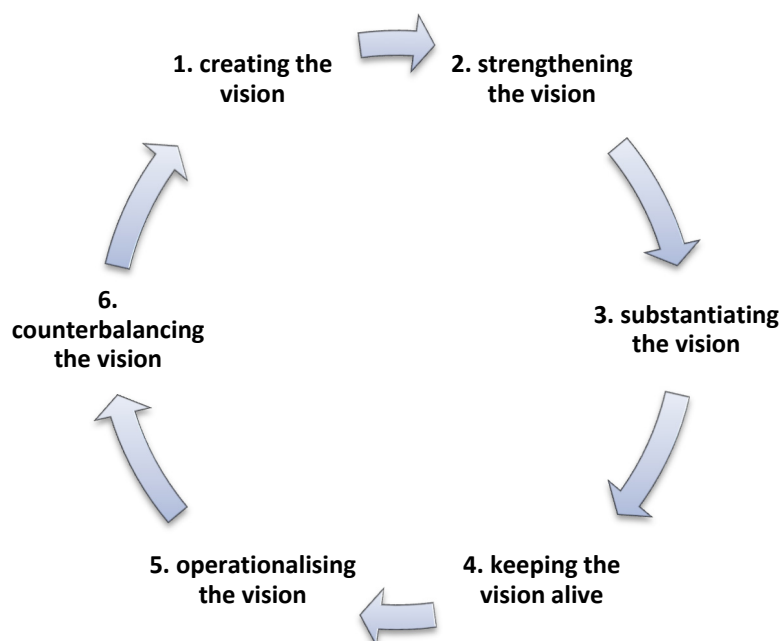 1. creating the
vision
2. strengthening
the vision
3. substantiating
the vision
4. keeping the
vision alive
5. operationalising
the vision
6.
counterbalancing
the vision